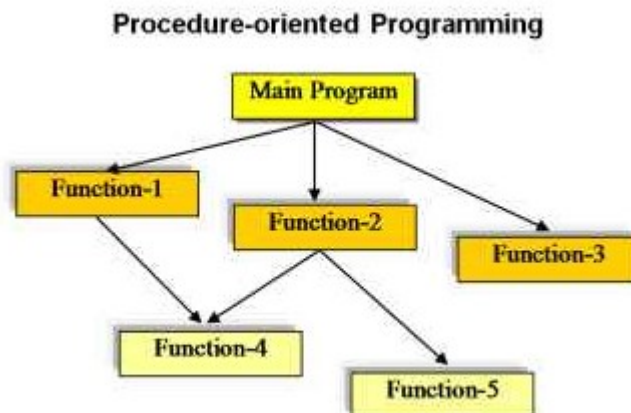 Procedure-oriented Programming
Main Program
Function-1
Function-2
Function-3
Function-4
Function-5